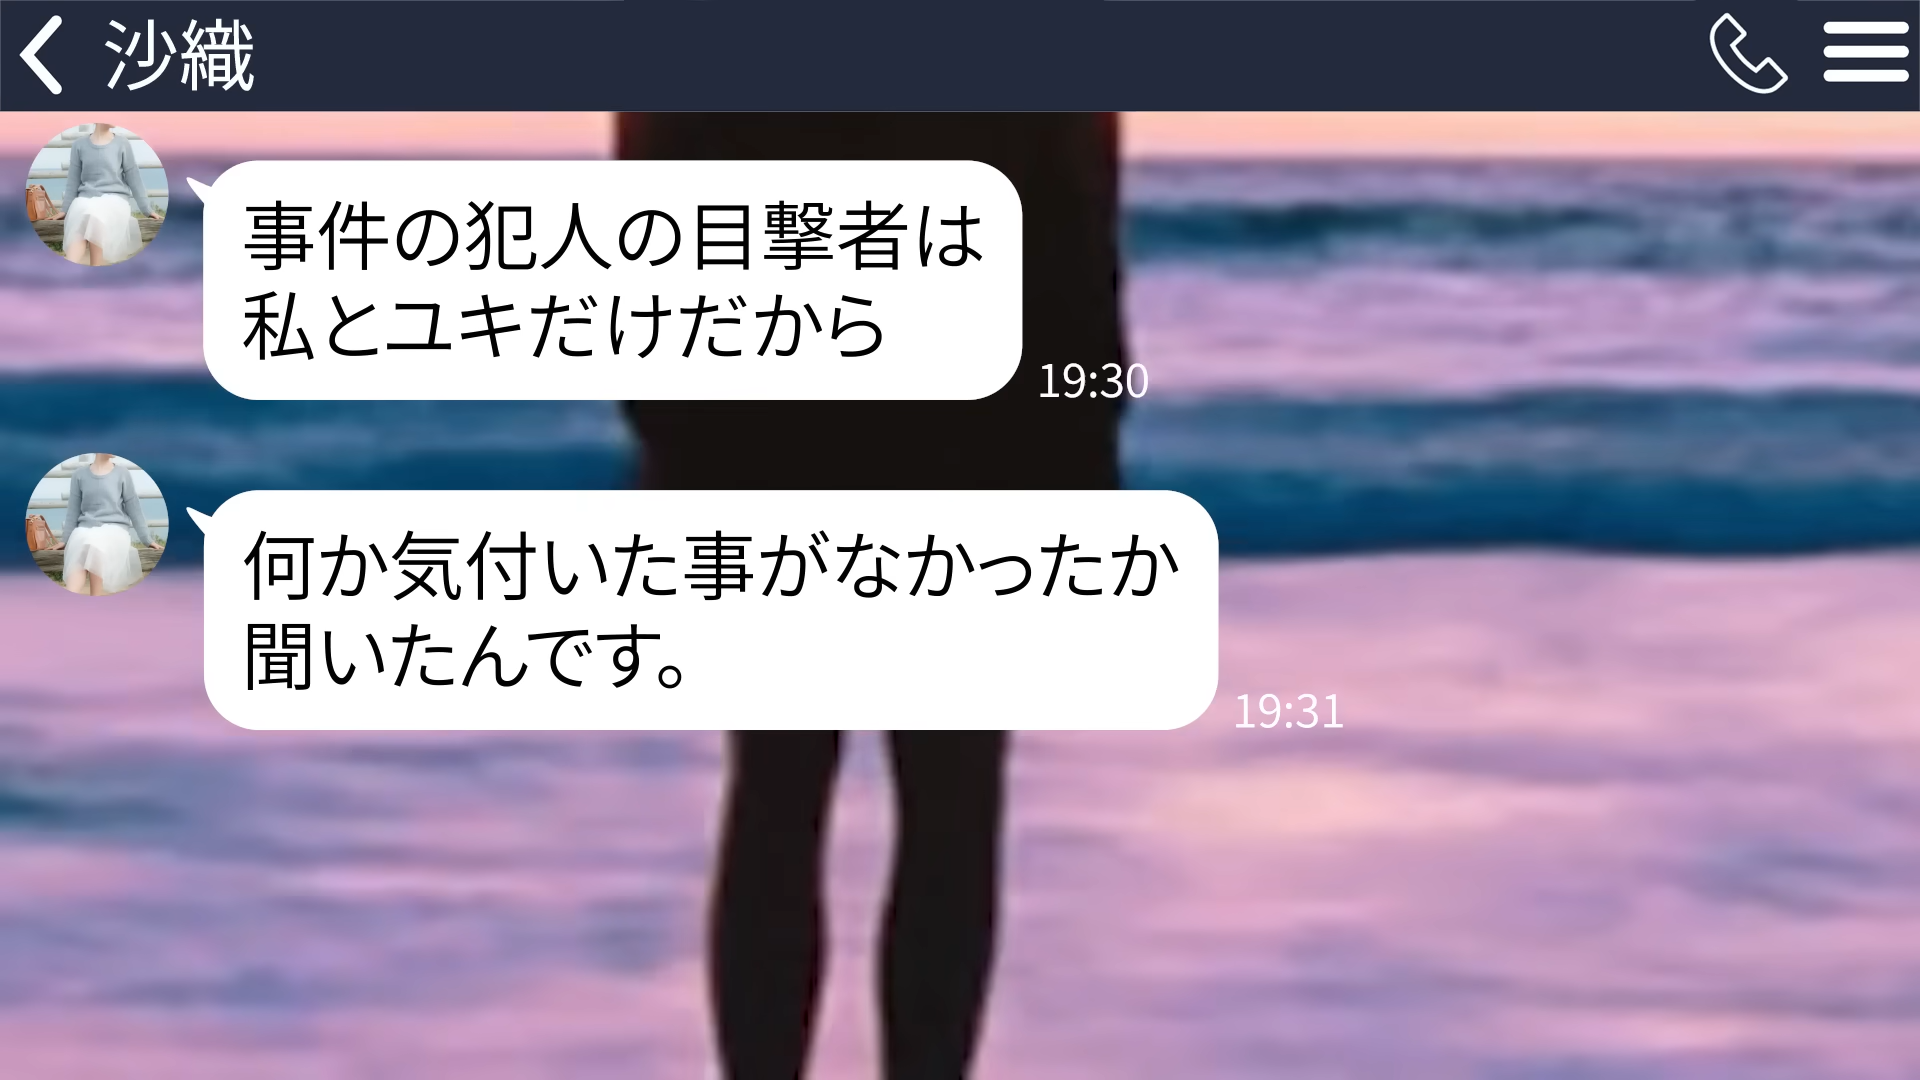 沙織
事件の犯人の目撃者は
私とユキだけだから
19:30
何か気付いた事がなかったか
聞いたんです。
19:31